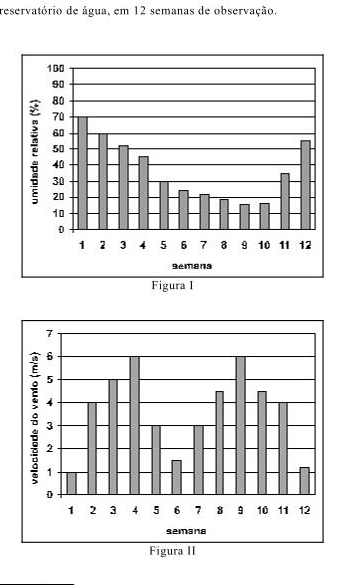 reservatório de água, em 12 semanas de observação.
100
90
80
70
60
50
40
30
20
10
0
umidade relativa (%)
1 2 3 4 5 6 7 8 9 10 11 12
semana
Figura I
7
6
5
4
3
2
1
0
velocidade do vento (m/s)
1 2 3 4 5 6 7 8 9 10 11 12
semana
Figura II